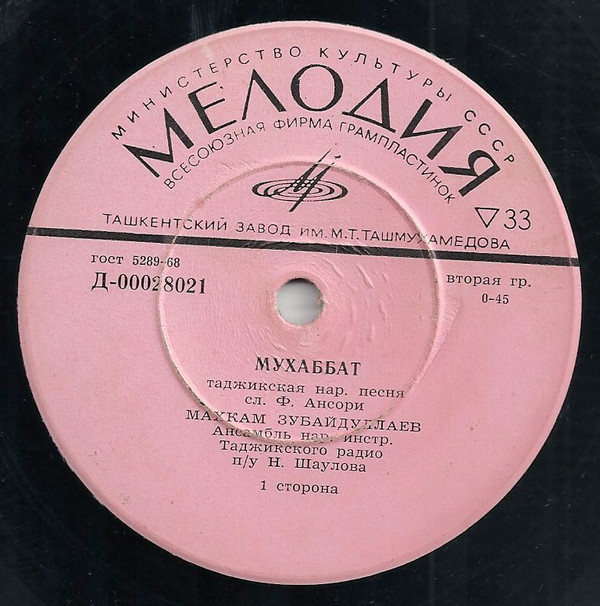 МИНИСТЕРСТВО КУЛЬТУРЫ СССР
МЕЛОДИЯ
ВСЕСОЮЗНАЯ ФИРМА ГРАМПЛАСТИНОК
33
ТАШКЕНТСКИЙ ЗАВОД ИМ. М.Т. ТАШМУХАМЕДОВА
гост 5289-68
вторая гр.
Д-00028021
0-45
МУХАББАТ
таджикская нар. песня
сл. Ф. Ансори
МАХКАМ ЗУБАЙДУЛЛАЕВ
Ансамбль нар. инстр.
Таджикского радио
п/у Н. Шаулова
1 сторона